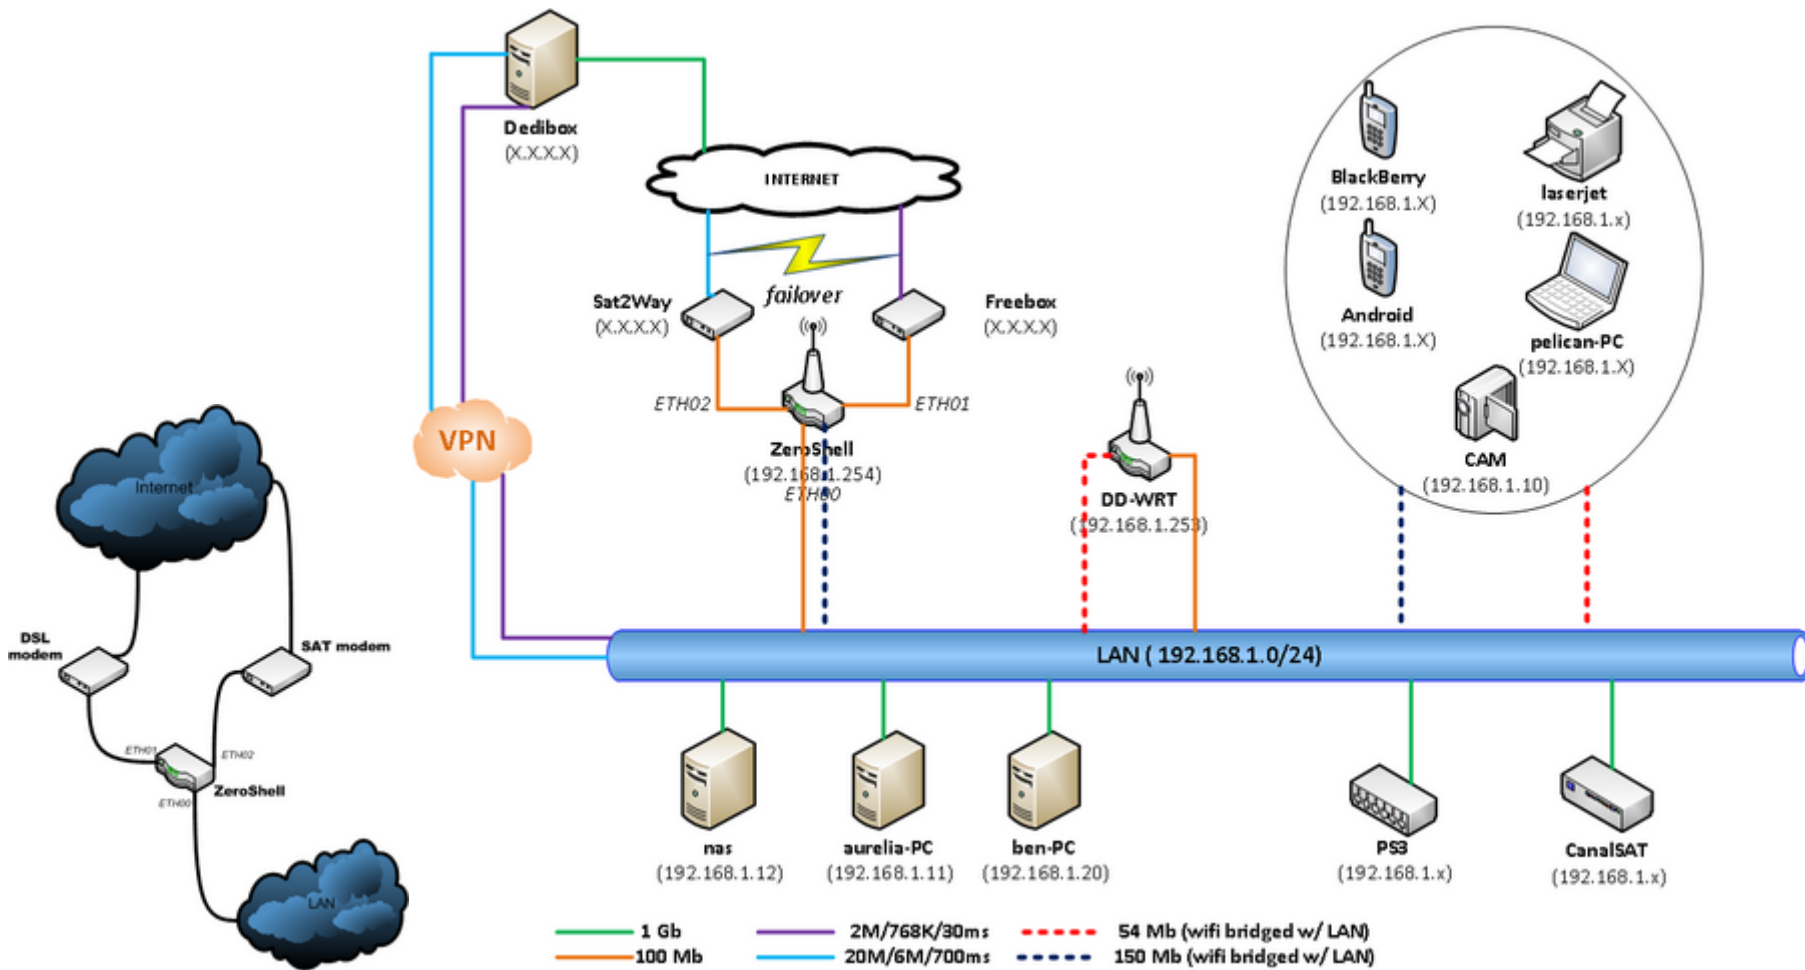 Dedibox
(X.X.X.X)
INTERNET
BlackBerry
(192.168.1.X)
laserjet
(192.168.1.x)
Sat2Way
(X.X.X.X)
failover
Freebox
(X.X.X.X)
Android
(192.168.1.X)
pelican-PC
(192.168.1.X)
ETH02
ETH01
VPN
ZeroShell
(192.168.1.254)
ETH00
DD-WRT
(192.168.1.253)
CAM
(192.168.1.10)
Internet
DSL
modem
SAT modem
ETH01
ETH02
ZeroShell
ETH00
LAN
LAN ( 192.168.1.0/24)
nas
(192.168.1.12)
aurelia-PC
(192.168.1.11)
ben-PC
(192.168.1.20)
PS3
(192.168.1.x)
CanalSAT
(192.168.1.x)
1 Gb
2M/768K/30ms
54 Mb (wifi bridged w/ LAN)
100 Mb
20M/6M/700ms
150 Mb (wifi bridged w/ LAN)